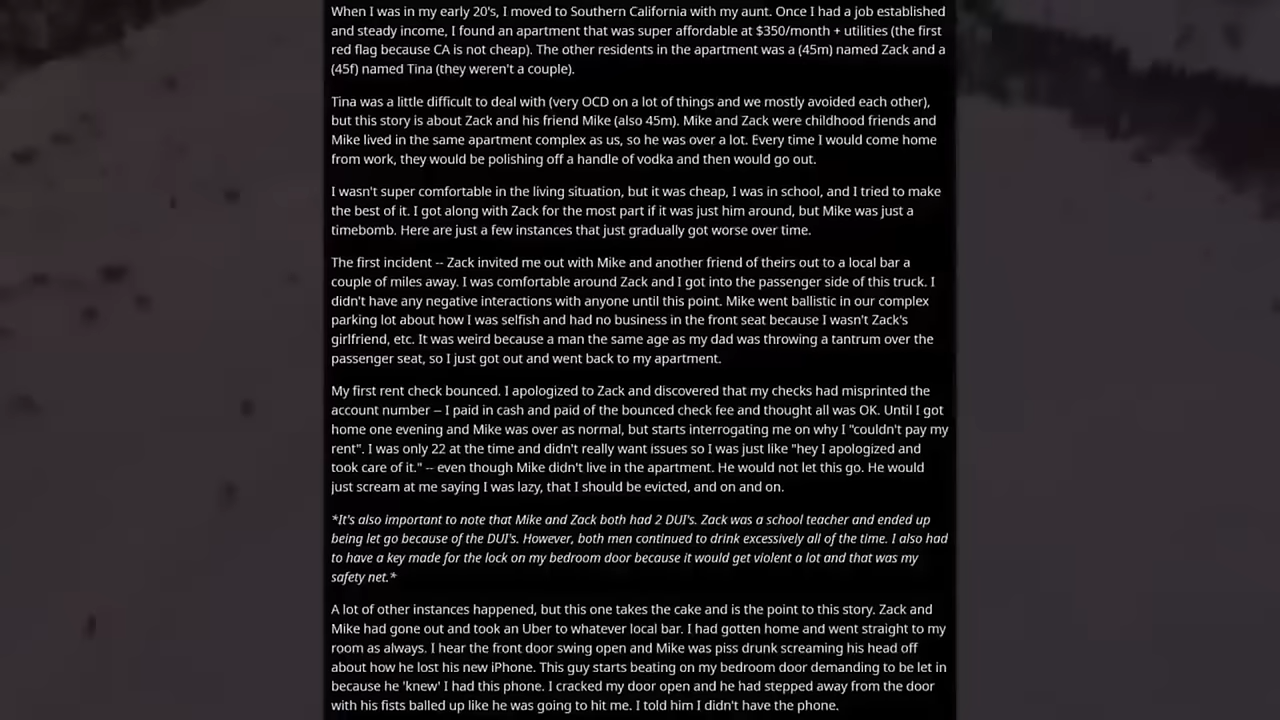 When I was in my early 20's, I moved to Southern California with my aunt. Once I had a job established
and steady income, I found an apartment that was super affordable at $350/month + utilities (the first
red flag because CA is not cheap). The other residents in the apartment was a (45m) named Zack and a
(45f) named Tina (they weren't a couple).
Tina was a little difficult to deal with (very OCD on a lot of things and we mostly avoided each other),
but this story is about Zack and his friend Mike (also 45m). Mike and Zack were childhood friends and
Mike lived in the same apartment complex as us, so he was over a lot. Every time I would come home
from work, they would be polishing off a handle of vodka and then would go out.
I wasn't super comfortable in the living situation, but it was cheap, I was in school, and I tried to make
the best of it. I got along with Zack for the most part if it was just him around, but Mike was just a
timebomb. Here are just a few instances that just gradually got worse over time.
The first incident -- Zack invited me out with Mike and another friend of theirs out to a local bar a
couple of miles away. I was comfortable around Zack and I got into the passenger side of this truck. I
didn't have any negative interactions with anyone until this point. Mike went ballistic in our complex
parking lot about how I was selfish and had no business in the front seat because I wasn't Zack's
girlfriend, etc. It was weird because a man the same age as my dad was throwing a tantrum over the
passenger seat, so I just got out and went back to my apartment.
My first rent check bounced. I apologized to Zack and discovered that my checks had misprinted the
account number – I paid in cash and paid of the bounced check fee and thought all was OK. Until I got
home one evening and Mike was over as normal, but starts interrogating me on why I "couldn't pay my
rent". I was only 22 at the time and didn't really want issues so I was just like "hey I apologized and
took care of it." -- even though Mike didn't live in the apartment. He would not let this go. He would
just scream at me saying I was lazy, that I should be evicted, and on and on.
*It's also important to note that Mike and Zack both had 2 DUI's. Zack was a school teacher and ended up
being let go because of the DUI's. However, both men continued to drink excessively all of the time. I also had
to have a key made for the lock on my bedroom door because it would get violent a lot and that was my
safety net.*
A lot of other instances happened, but this one takes the cake and is the point to this story. Zack and
Mike had gone out and took an Uber to whatever local bar. I had gotten home and went straight to my
room as always. I hear the front door swing open and Mike was piss drunk screaming his head off
about how he lost his new iPhone. This guy starts beating on my bedroom door demanding to be let in
because he 'knew' I had this phone. I cracked my door open and he had stepped away from the door
with his fists balled up like he was going to hit me. I told him I didn't have the phone.